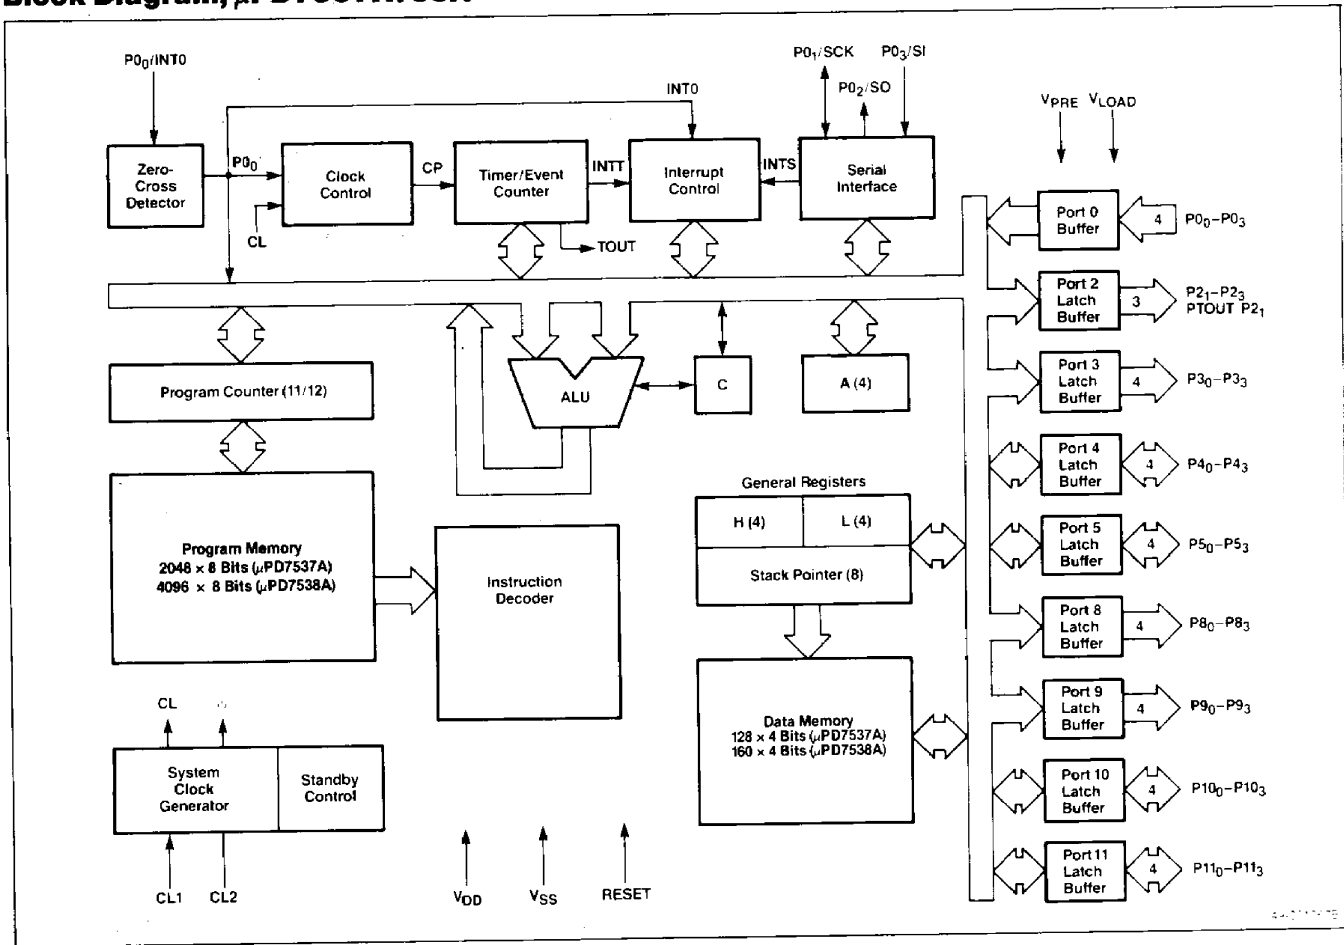 P0₀/INT0
P0₁/SCK
P0₃/SI
P0₂/SO
INT0
V_PRE
V_LOAD
Zero-
Cross
Detector
P0₀
Clock
Control
CL
CP
Timer/Event
Counter
INTT
TOUT
Interrupt
Control
INTS
Serial
Interface
Port 0
Buffer
4
P0₀–P0₃
Port 2
Latch
Buffer
3
P2₁–P2₃
PTOUT P2₁
Port 3
Latch
Buffer
4
P3₀–P3₃
Program Counter (11/12)
ALU
C
A (4)
Port 4
Latch
Buffer
4
P4₀–P4₃
General Registers
H (4)
L (4)
Stack Pointer (8)
Port 5
Latch
Buffer
4
P5₀–P5₃
Program Memory
2048 × 8 Bits (μPD7537A)
4096 × 8 Bits (μPD7538A)
Instruction
Decoder
Port 8
Latch
Buffer
4
P8₀–P8₃
Data Memory
128 × 4 Bits (μPD7537A)
160 × 4 Bits (μPD7538A)
Port 9
Latch
Buffer
4
P9₀–P9₃
CL
System
Clock
Generator
Standby
Control
CL1
CL2
V_DD
V_SS
RESET
Port 10
Latch
Buffer
4
P10₀–P10₃
Port 11
Latch
Buffer
4
P11₀–P11₃